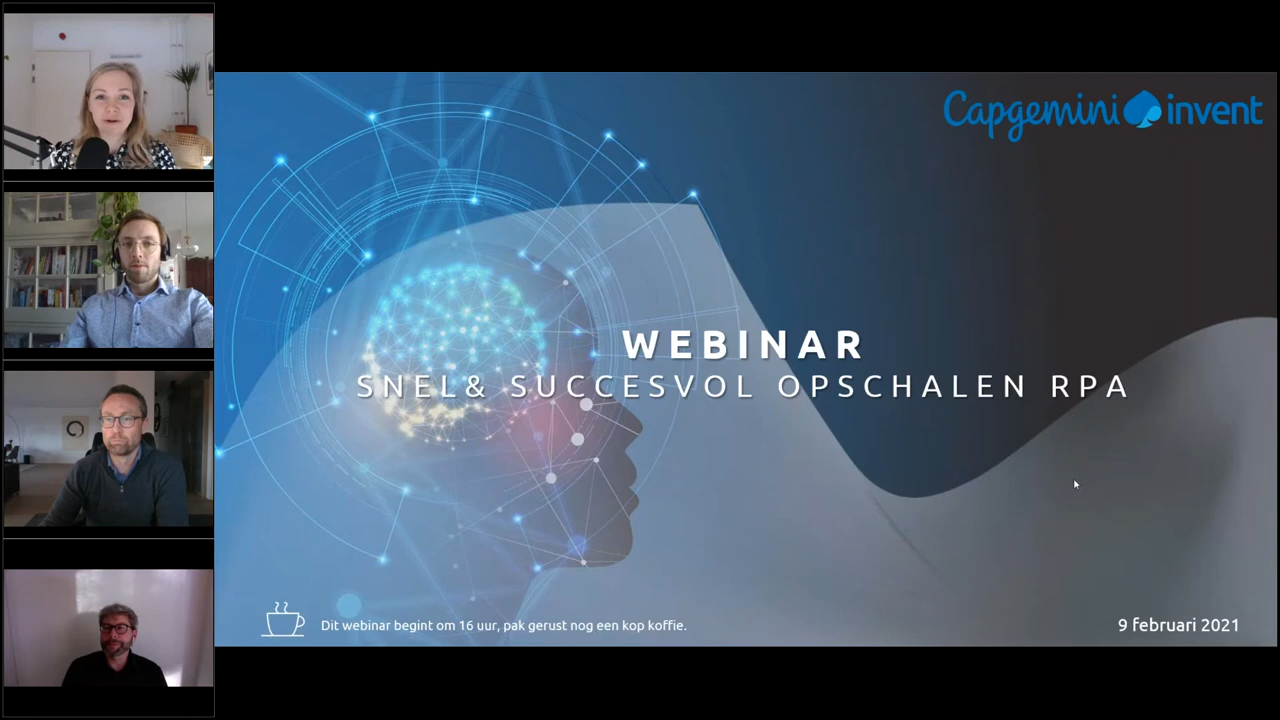 Capgemini invent
WEBINAR
SNEL& SUCCESVOL OPSCHALEN RPA
Dit webinar begint om 16 uur, pak gerust nog een kop koffie.
9 februari 2021